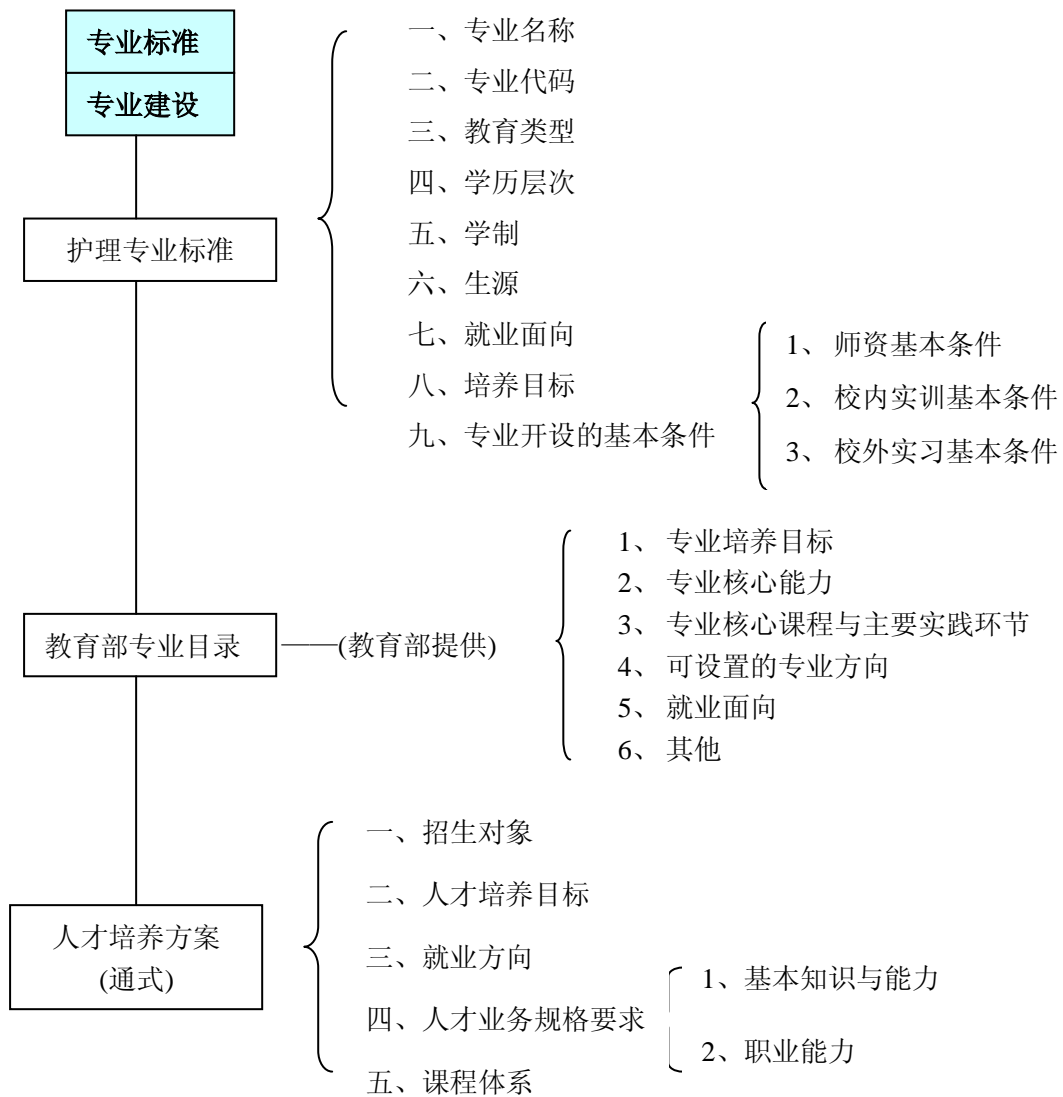 专业标准
专业建设
护理专业标准
一、专业名称
二、专业代码
三、教育类型
四、学历层次
五、学制
六、生源
七、就业面向
八、培养目标
九、专业开设的基本条件
1、 师资基本条件
2、 校内实训基本条件
3、 校外实习基本条件
教育部专业目录 ——(教育部提供)
1、 专业培养目标
2、 专业核心能力
3、 专业核心课程与主要实践环节
4、 可设置的专业方向
5、 就业面向
6、 其他
人才培养方案
(通式)
一、招生对象
二、人才培养目标
三、就业方向
四、人才业务规格要求
1、基本知识与能力
2、职业能力
五、课程体系